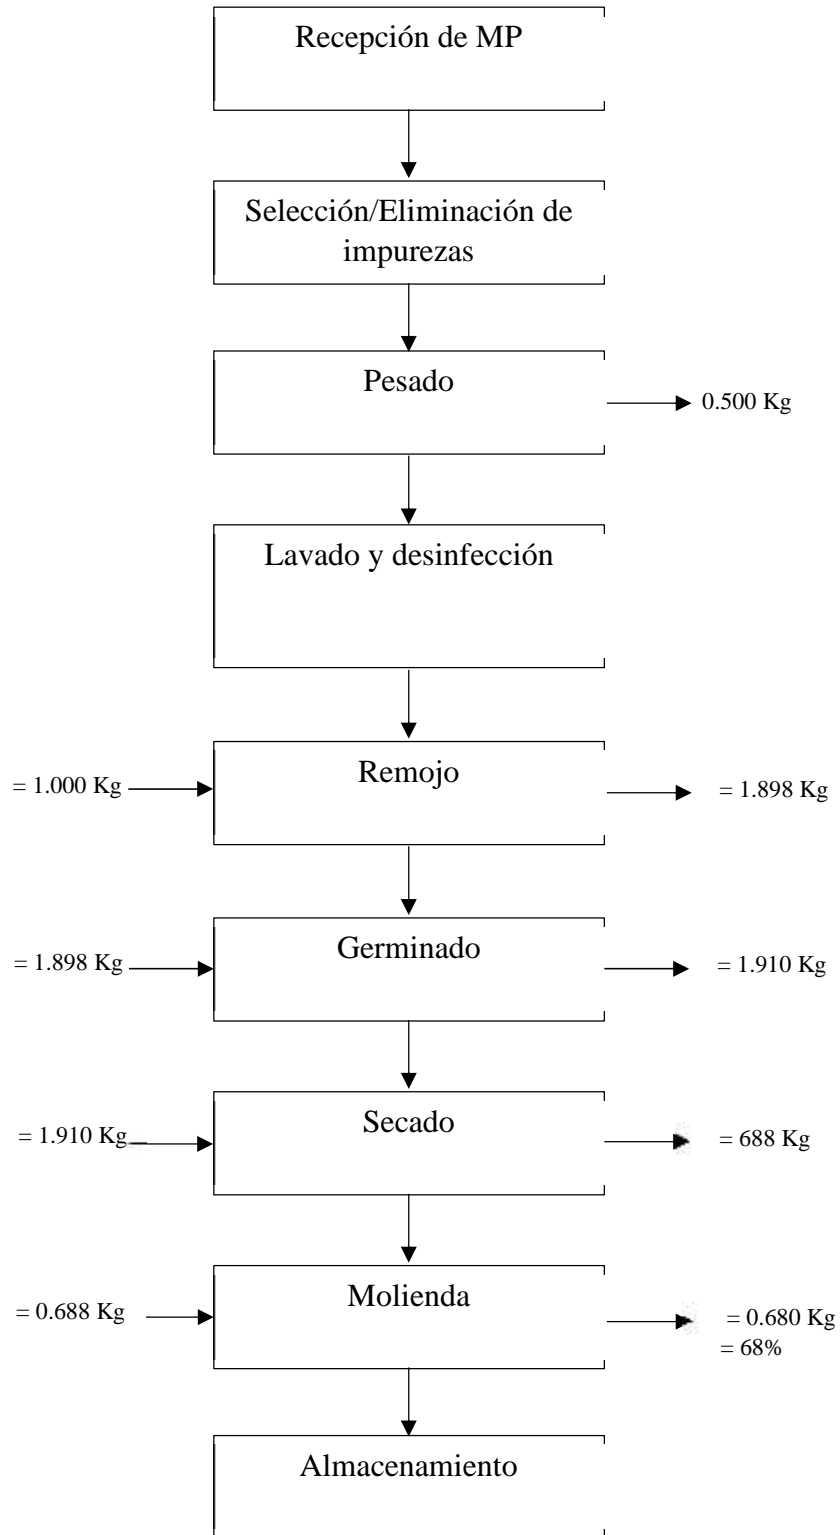 Recepción de MP
Selección/Eliminación de
impurezas
Pesado
0.500 Kg
Lavado y desinfección
= 1.000 Kg
Remojo
= 1.898 Kg
= 1.898 Kg
Germinado
= 1.910 Kg
= 1.910 Kg
Secado
= 688 Kg
= 0.688 Kg
Molienda
= 0.680 Kg
= 68%
Almacenamiento